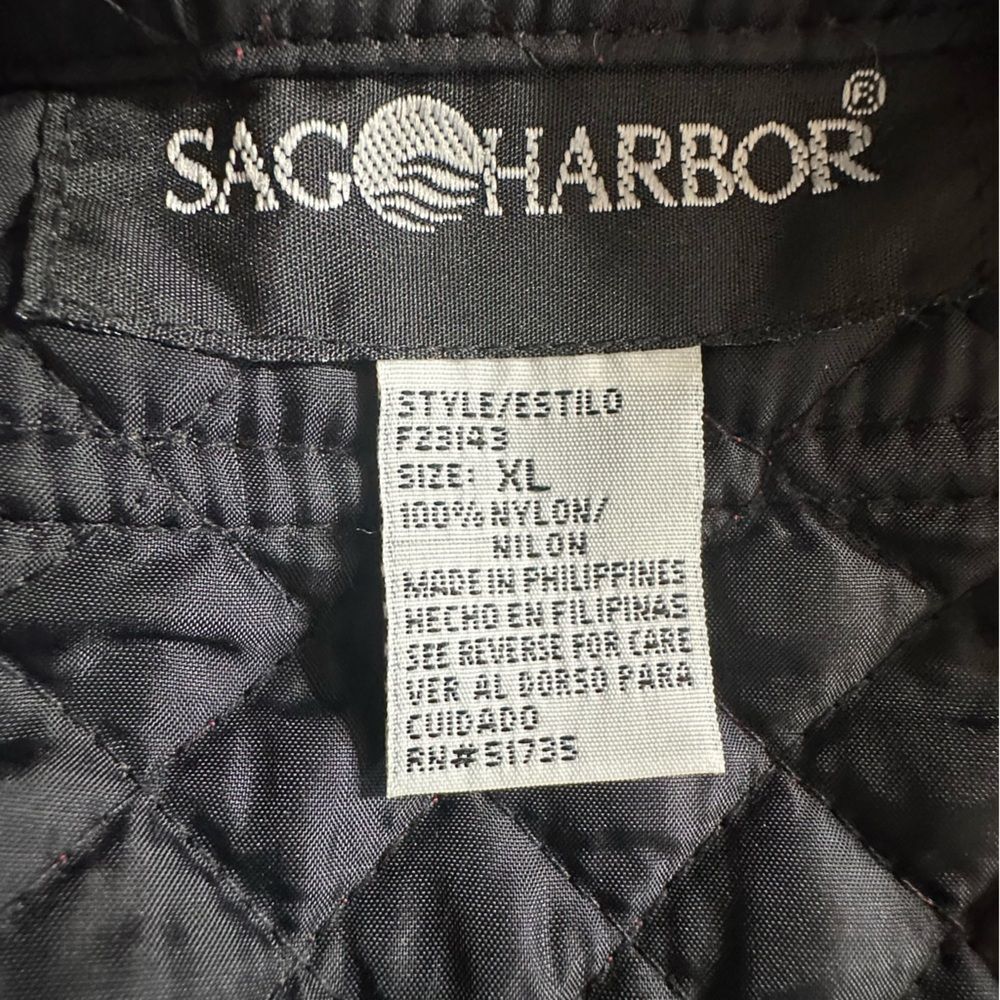 SAG HARBOR®
STYLE/ESTILO
F23143
SIZE: XL
100% NYLON/
NILON
MADE IN PHILIPPINES
HECHO EN FILIPINAS
SEE REVERSE FOR CARE
VER AL DORSO PARA
CUIDADO
RN# 51735